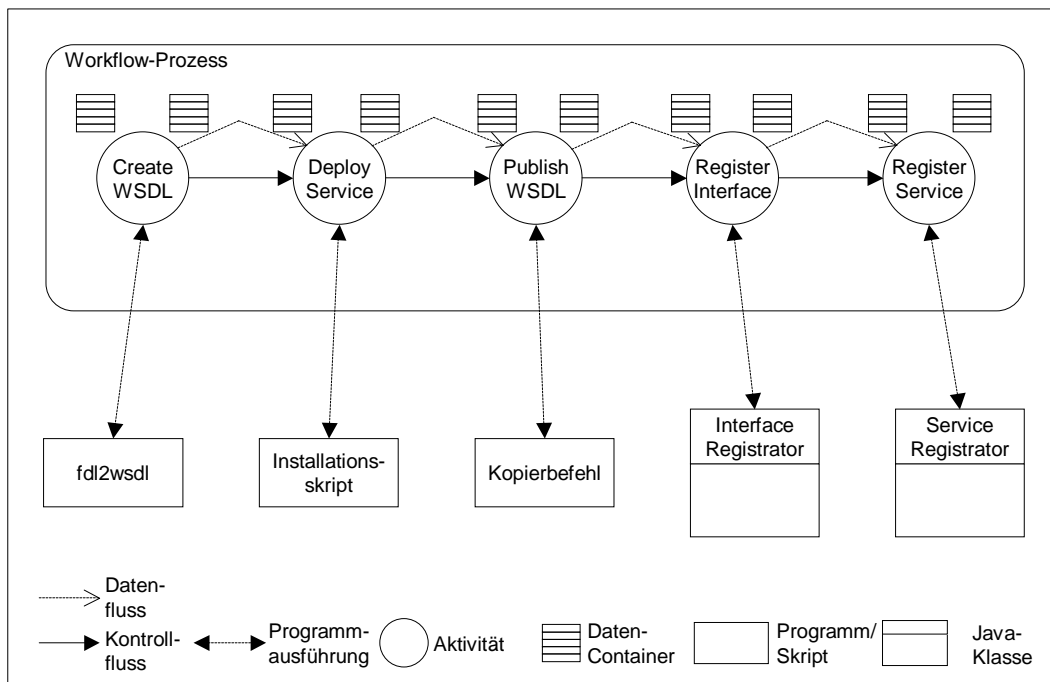 Workflow-Prozess
Create
WSDL
Deploy
Service
Publish
WSDL
Register
Interface
Register
Service
fdl2wsdl
Installations-
skript
Kopierbefehl
Interface
Registrator
Service
Registrator
Daten-
fluss
Kontroll-
fluss
Programm-
ausführung
Aktivität
Daten-
Container
Programm/
Skript
Java-
Klasse